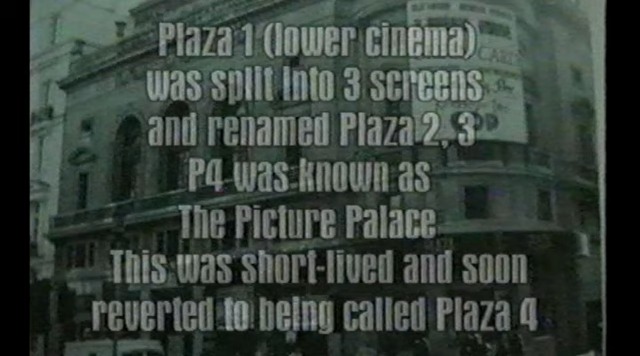 Plaza 1 (lower cinema)
was split into 3 screens
and renamed Plaza 2, 3
P4 was known as
The Picture Palace
This was short-lived and soon
reverted to being called Plaza 4